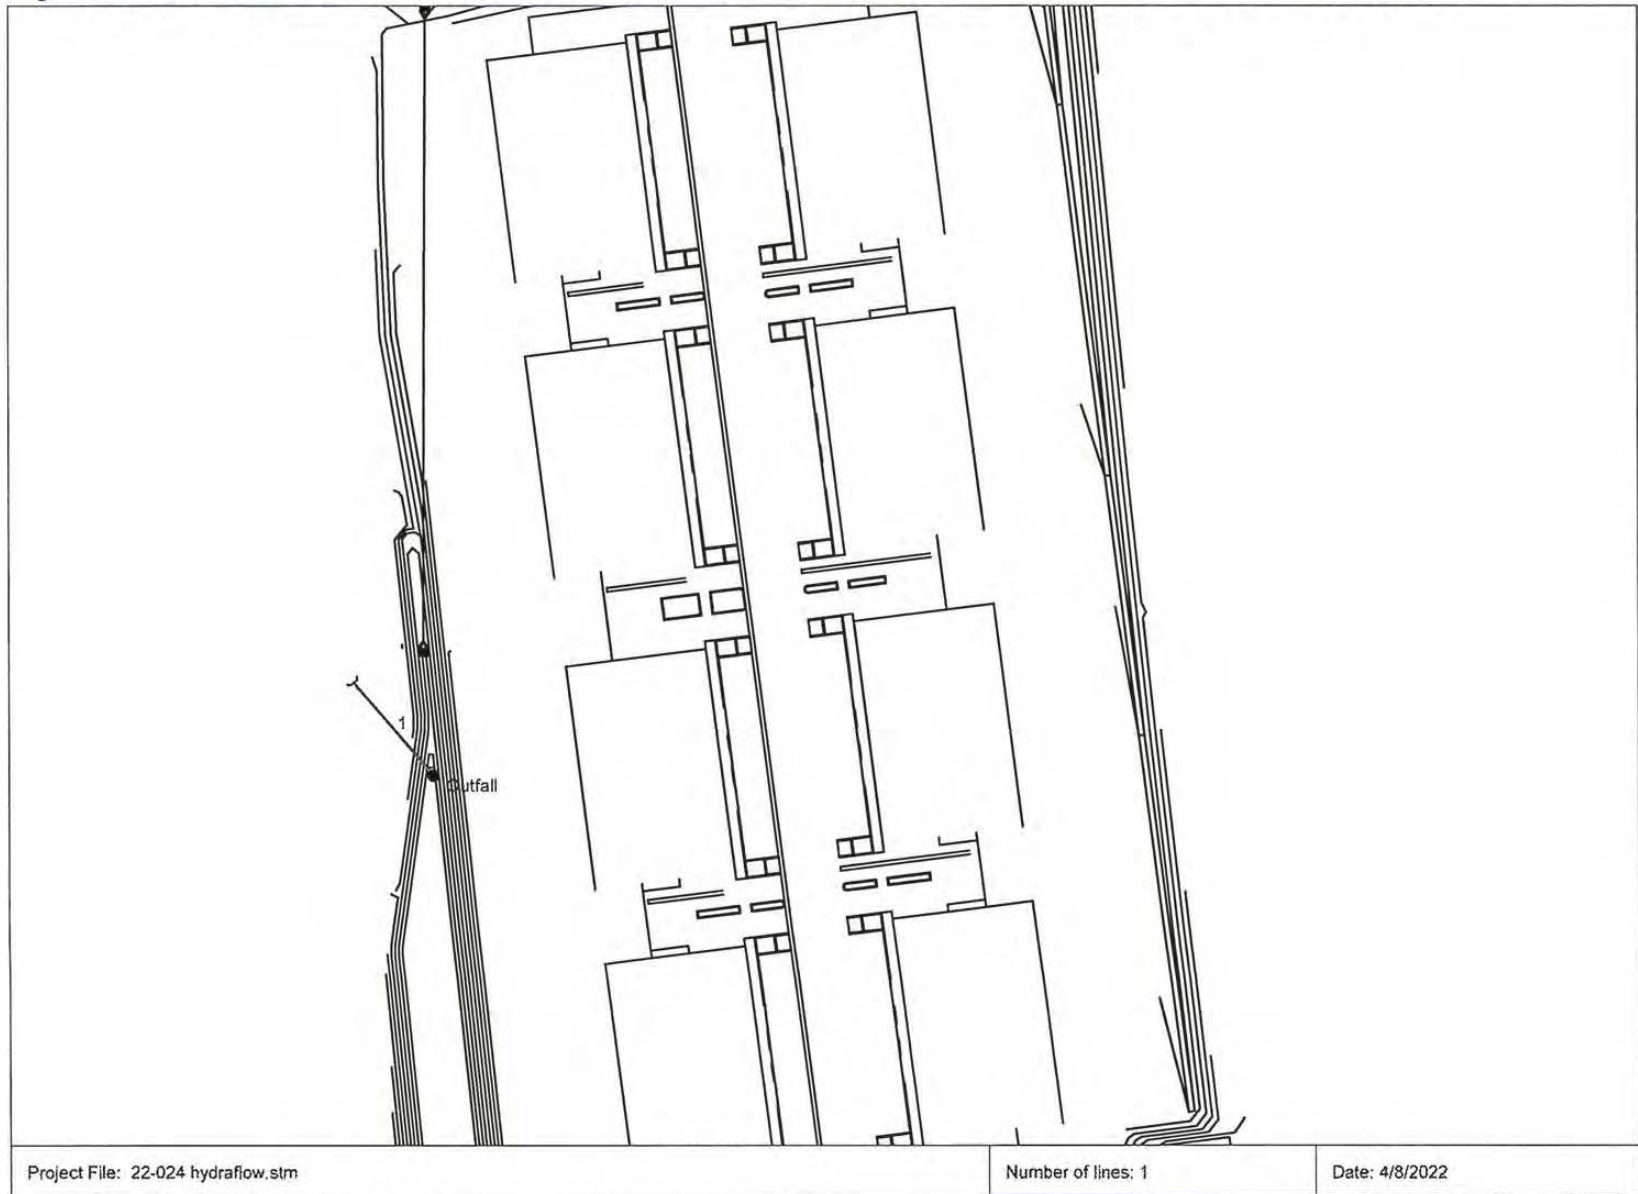 1
Outfall
Project File: 22-024 hydraflow.stm
Number of lines: 1
Date: 4/8/2022